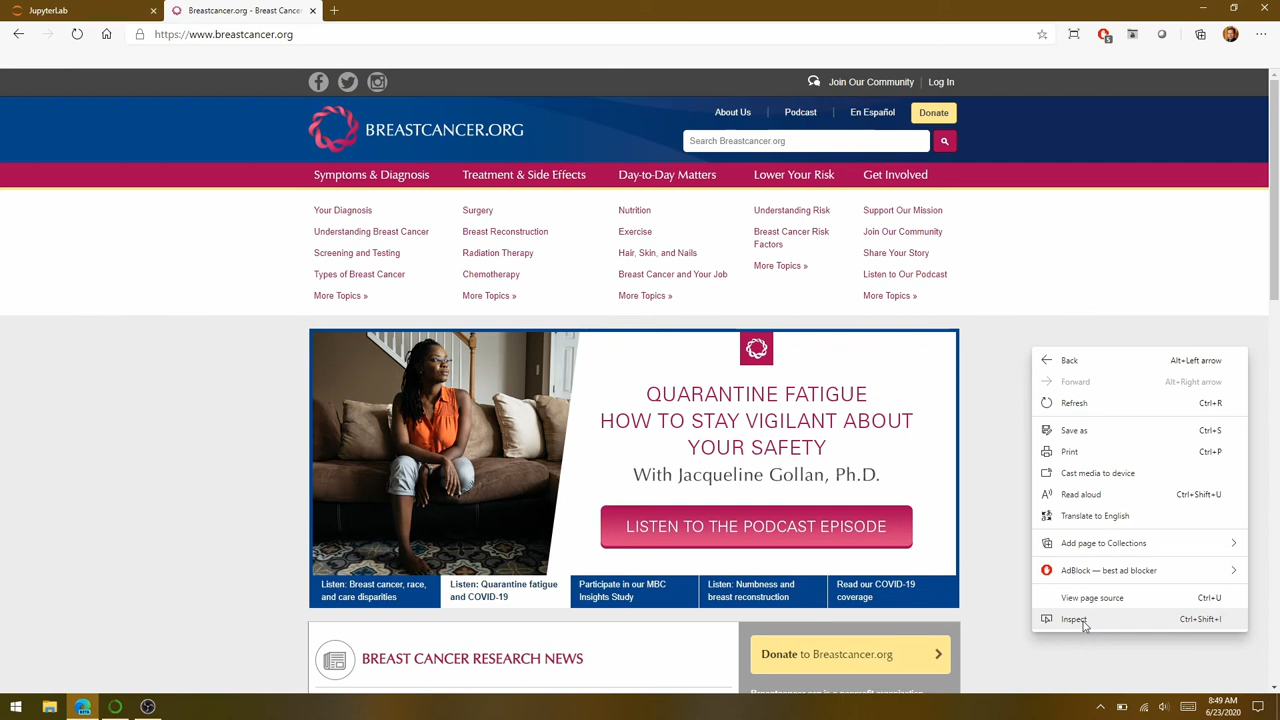 JupyterLab
Breastcancer.org - Breast Cance
https://www.breastcancer.org
5
Join Our Community
Log In
About Us
Podcast
En Español
Donate
BREASTCANCER.ORG
Search Breastcancer.org
Symptoms & Diagnosis
Treatment & Side Effects
Day-to-Day Matters
Lower Your Risk
Get Involved
Your Diagnosis
Understanding Breast Cancer
Screening and Testing
Types of Breast Cancer
More Topics »
Surgery
Breast Reconstruction
Radiation Therapy
Chemotherapy
More Topics »
Nutrition
Exercise
Hair, Skin, and Nails
Breast Cancer and Your Job
More Topics »
Understanding Risk
Breast Cancer Risk
Factors
More Topics »
Support Our Mission
Join Our Community
Share Your Story
Listen to Our Podcast
More Topics »
QUARANTINE FATIGUE
HOW TO STAY VIGILANT ABOUT
YOUR SAFETY
With Jacqueline Gollan, Ph.D.
LISTEN TO THE PODCAST EPISODE
Listen: Breast cancer, race,
and care disparities
Listen: Quarantine fatigue
and COVID-19
Participate in our MBC
Insights Study
Listen: Numbness and
breast reconstruction
Read our COVID-19
coverage
BREAST CANCER RESEARCH NEWS
Donate to Breastcancer.org
Breastcancer.org is a nonprofit organization
Back Alt+Left arrow
Forward Alt+Right arrow
Refresh Ctrl+R
Save as Ctrl+S
Print Ctrl+P
Cast media to device
Read aloud Ctrl+Shift+U
Translate to English
Add page to Collections
AdBlock — best ad blocker
View page source Ctrl+U
Inspect Ctrl+Shift+I
BETA
8:49 AM
6/23/2020